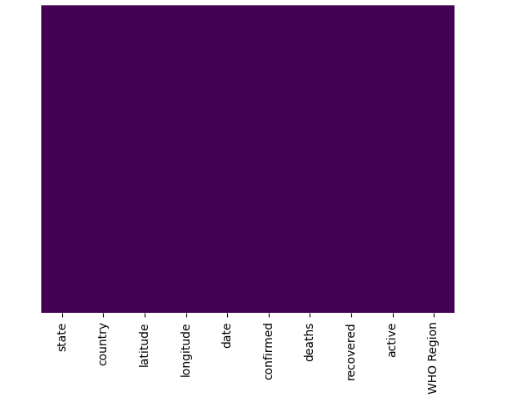 state
country
latitude
longitude
date
confirmed
deaths
recovered
active
WHO Region